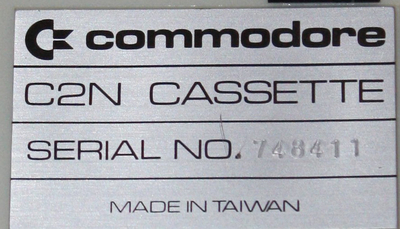 commodore
C2N CASSETTE
SERIAL NO. 748411
MADE IN TAIWAN